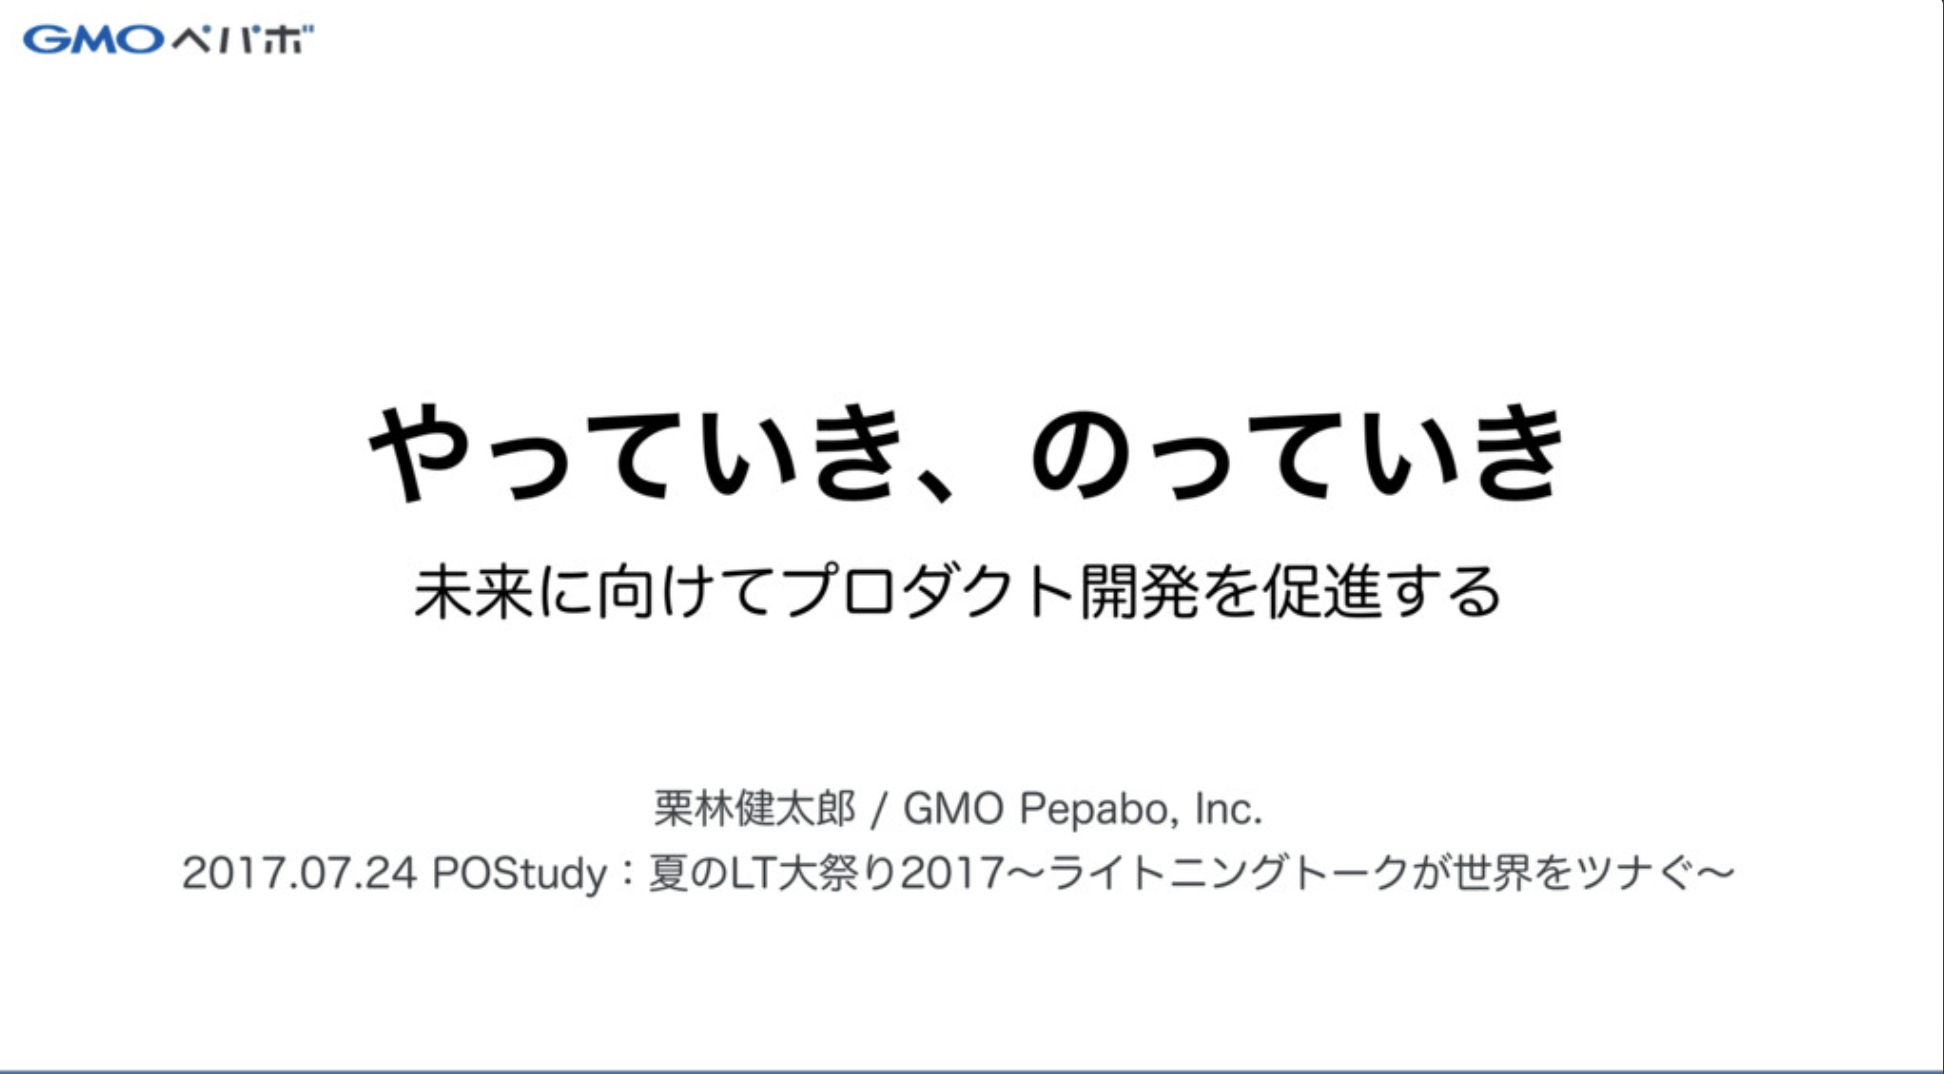 GMOペパボ
やっていき、のっていき
未来に向けてプロダクト開発を促進する
栗林健太郎 / GMO Pepabo, Inc.
2017.07.24 POStudy：夏のLT大祭り2017〜ライトニングトークが世界をツナぐ〜